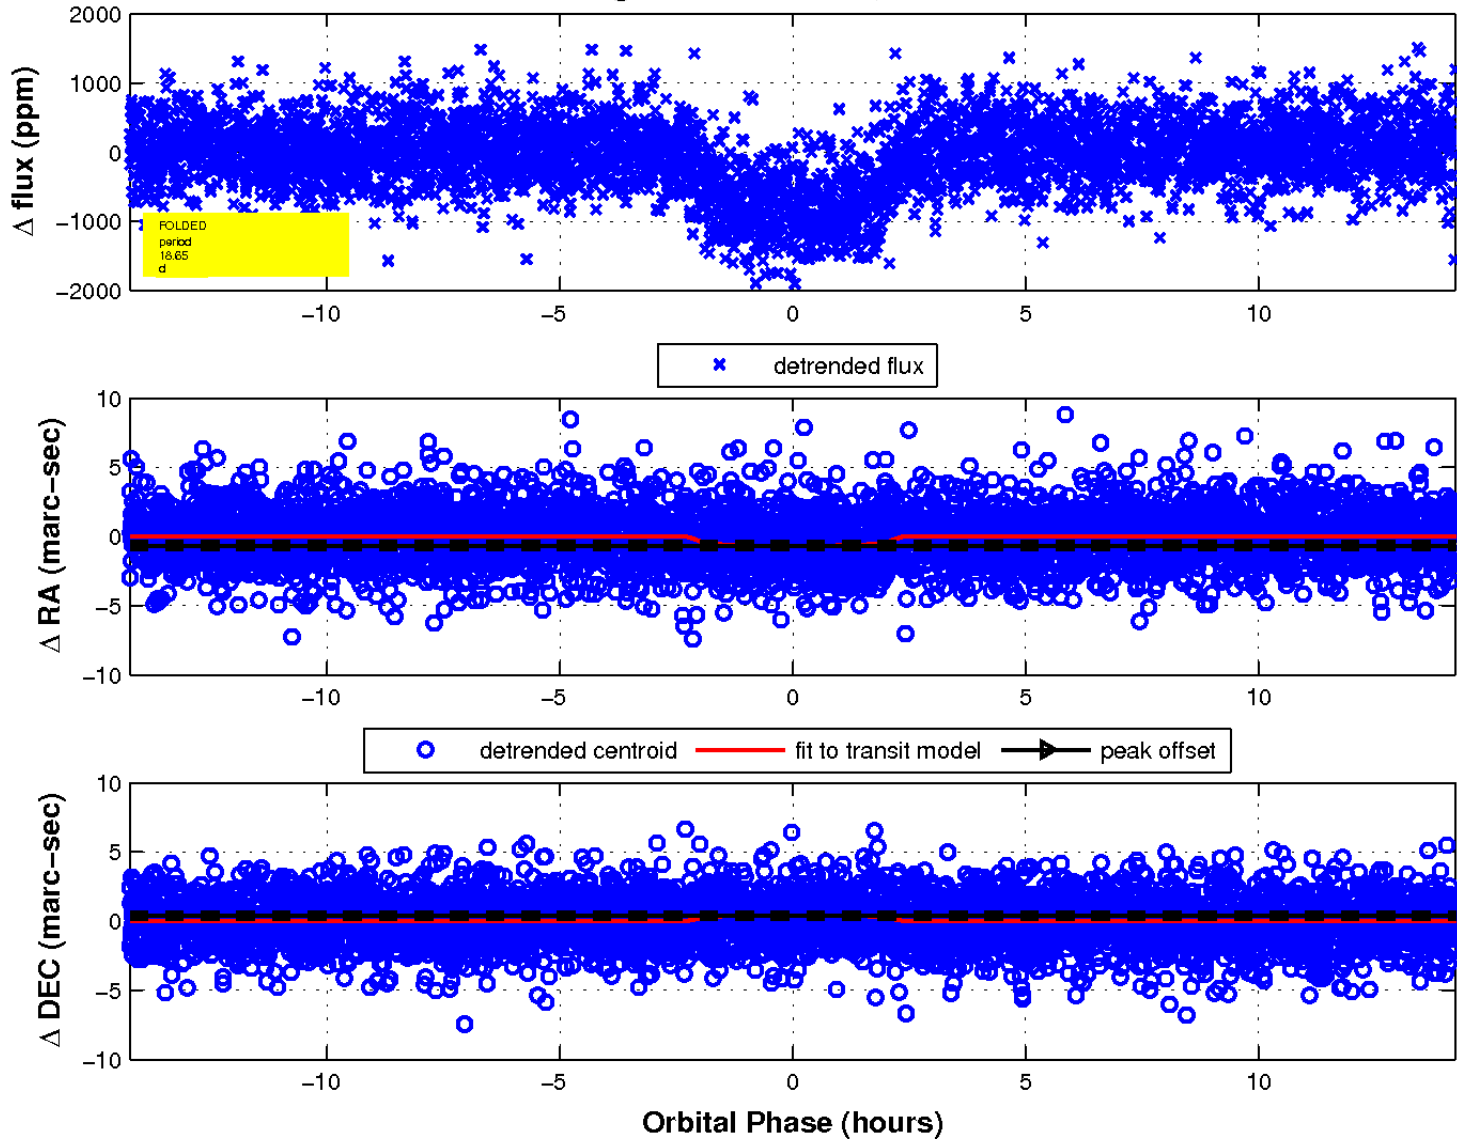 2000
1000
0
−1000
−2000
Δ flux (ppm)
FOLDED
period
18.65
d
−10 −5 0 5 10
detrended flux
10
5
0
−5
−10
Δ RA (marc−sec)
−10 −5 0 5 10
detrended centroid fit to transit model peak offset
10
5
0
−5
−10
Δ DEC (marc−sec)
−10 −5 0 5 10
Orbital Phase (hours)